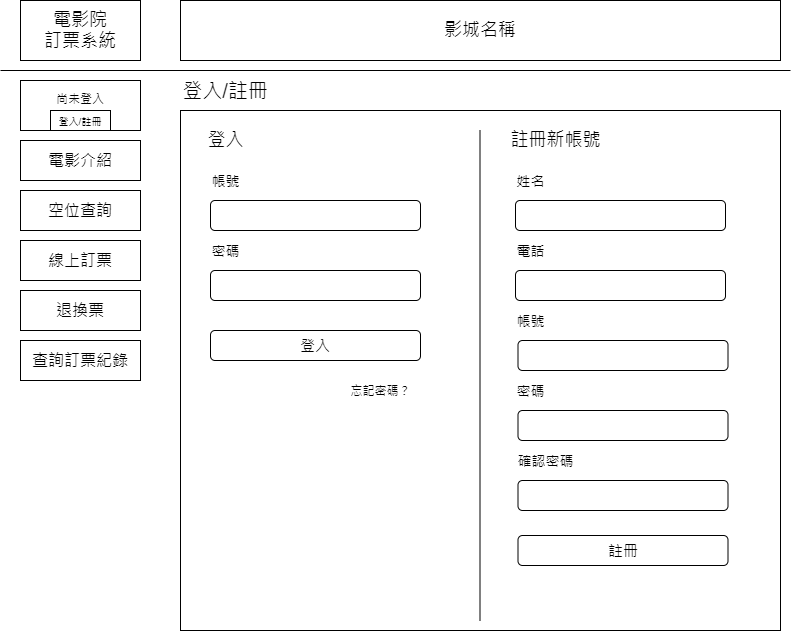 電影院
訂票系統
影城名稱
尚未登入
登入/註冊
電影介紹
空位查詢
線上訂票
退換票
查詢訂票紀錄
登入/註冊
登入
帳號
密碼
登入
忘記密碼？
註冊新帳號
姓名
電話
帳號
密碼
確認密碼
註冊